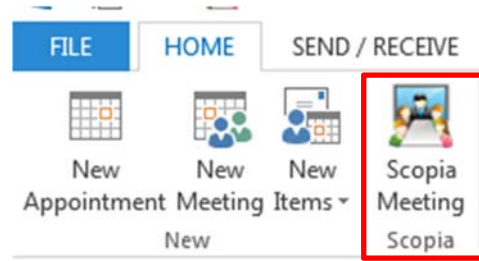 FILE HOME SEND / RECEIVE
New New New Scopia
Appointment Meeting Items Meeting
New Scopia